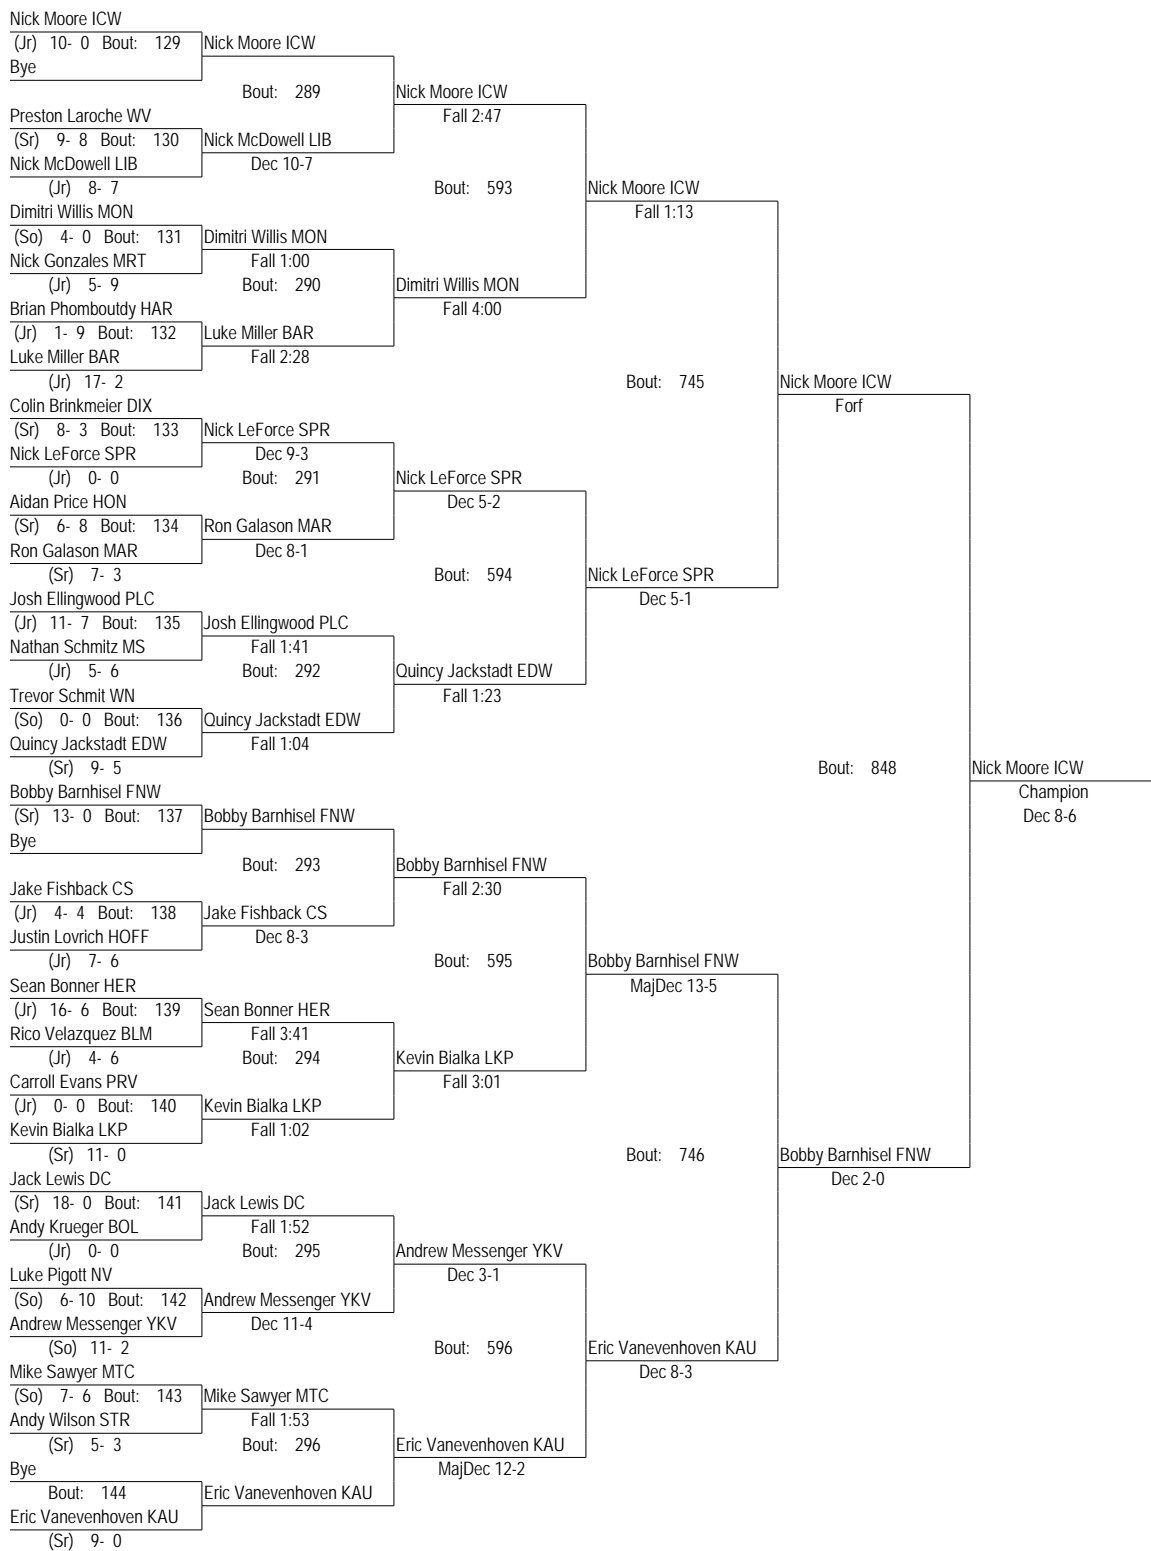 Nick Moore ICW
(Jr) 10- 0 Bout: 129 Nick Moore ICW
Bye
Bout: 289 Nick Moore ICW
Preston Laroche WV Fall 2:47
(Sr) 9- 8 Bout: 130 Nick McDowell LIB
Nick McDowell LIB Dec 10-7
(Jr) 8- 7 Bout: 593 Nick Moore ICW
Dimitri Willis MON Fall 1:13
(So) 4- 0 Bout: 131 Dimitri Willis MON
Nick Gonzales MRT Fall 1:00
(Jr) 5- 9 Bout: 290 Dimitri Willis MON
Brian Phomboutdy HAR Fall 4:00
(Jr) 1- 9 Bout: 132 Luke Miller BAR
Luke Miller BAR Fall 2:28
(Jr) 17- 2 Bout: 745 Nick Moore ICW
Colin Brinkmeier DIX Forf
(Sr) 8- 3 Bout: 133 Nick LeForce SPR
Nick LeForce SPR Dec 9-3
(Jr) 0- 0 Bout: 291 Nick LeForce SPR
Aidan Price HON Dec 5-2
(Sr) 6- 8 Bout: 134 Ron Galason MAR
Ron Galason MAR Dec 8-1
(Sr) 7- 3 Bout: 594 Nick LeForce SPR
Josh Ellingwood PLC Dec 5-1
(Jr) 11- 7 Bout: 135 Josh Ellingwood PLC
Nathan Schmitz MS Fall 1:41
(Jr) 5- 6 Bout: 292 Quincy Jackstadt EDW
Trevor Schmit WN Fall 1:23
(So) 0- 0 Bout: 136 Quincy Jackstadt EDW
Quincy Jackstadt EDW Fall 1:04
(Sr) 9- 5 Bout: 848 Nick Moore ICW
Bobby Barnhisel FNW Champion
(Sr) 13- 0 Bout: 137 Bobby Barnhisel FNW Dec 8-6
Bye
Bout: 293 Bobby Barnhisel FNW
Jake Fishback CS Fall 2:30
(Jr) 4- 4 Bout: 138 Jake Fishback CS
Justin Lovrich HOFF Dec 8-3
(Jr) 7- 6 Bout: 595 Bobby Barnhisel FNW
Sean Bonner HER MajDec 13-5
(Jr) 16- 6 Bout: 139 Sean Bonner HER
Rico Velazquez BLM Fall 3:41
(Jr) 4- 6 Bout: 294 Kevin Bialka LKP
Carroll Evans PRV Fall 3:01
(Jr) 0- 0 Bout: 140 Kevin Bialka LKP
Kevin Bialka LKP Fall 1:02
(Sr) 11- 0 Bout: 746 Bobby Barnhisel FNW
Jack Lewis DC Dec 2-0
(Sr) 18- 0 Bout: 141 Jack Lewis DC
Andy Krueger BOL Fall 1:52
(Jr) 0- 0 Bout: 295 Andrew Messenger YKV
Luke Pigott NV Dec 3-1
(So) 6-10 Bout: 142 Andrew Messenger YKV
Andrew Messenger YKV Dec 11-4
(So) 11- 2 Bout: 596 Eric Vanevenhoven KAU
Mike Sawyer MTC Dec 8-3
(So) 7- 6 Bout: 143 Mike Sawyer MTC
Andy Wilson STR Fall 1:53
(Sr) 5- 3 Bout: 296 Eric Vanevenhoven KAU
Bye MajDec 12-2
Bout: 144 Eric Vanevenhoven KAU
Eric Vanevenhoven KAU
(Sr) 9- 0